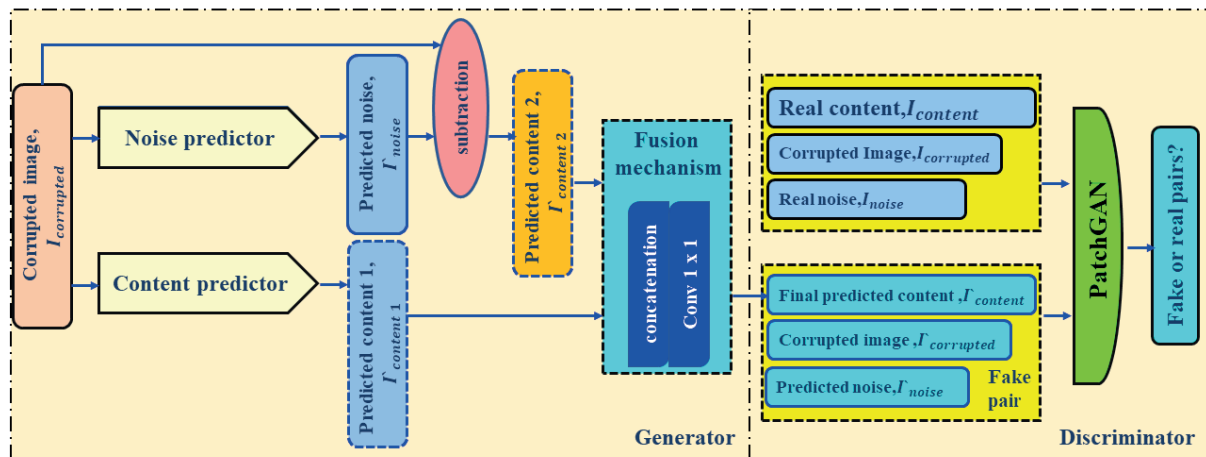 Corrupted image,
I_corrupted
Noise predictor
Content predictor
Predicted noise,
Γ_noise
Predicted content 1,
Γ_content 1
subtraction
Predicted content 2,
Γ_content 2
Fusion
mechanism
concatenation
Conv 1 x 1
Generator
Real content,I_content
Corrupted Image,I_corrupted
Real noise,I_noise
Final predicted content ,Γ_content
Corrupted image ,Γ_corrupted
Predicted noise,Γ_noise
Fake
pair
PatchGAN
Fake or real pairs?
Discriminator